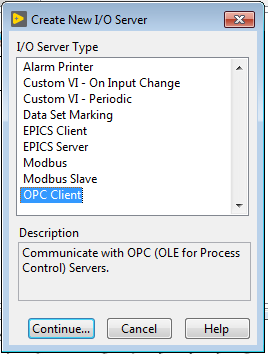 Create New I/O Server
I/O Server Type
Alarm Printer
Custom VI - On Input Change
Custom VI - Periodic
Data Set Marking
EPICS Client
EPICS Server
Modbus
Modbus Slave
OPC Client
Description
Communicate with OPC (OLE for Process
Control) Servers.
Continue... Cancel Help